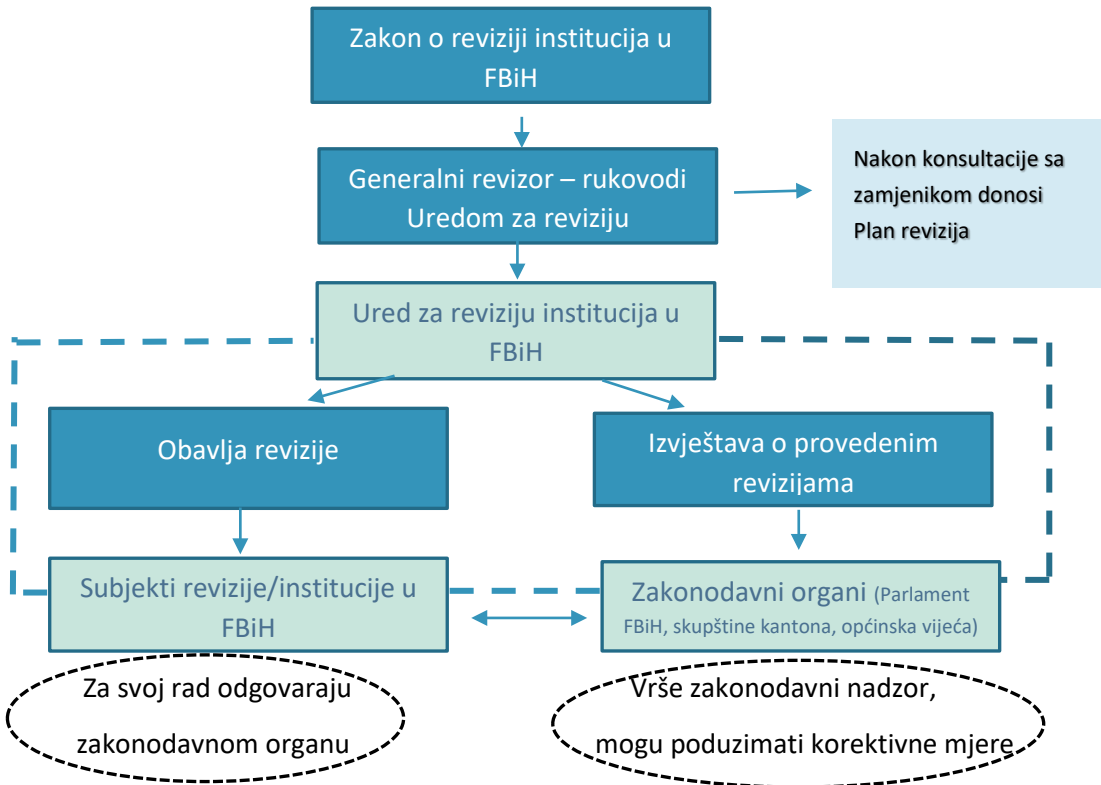 Zakon o reviziji institucija u
FBiH
Generalni revizor – rukovodi
Uredom za reviziju
Nakon konsultacije sa
zamjenikom donosi
Plan revizija
Ured za reviziju institucija u
FBiH
Obavlja revizije
Izvještava o provedenim
revizijama
Subjekti revizije/institucije u
FBiH
Zakonodavni organi (Parlament
FBiH, skupštine kantona, općinska vijeća)
Za svoj rad odgovaraju
zakonodavnom organu
Vrše zakonodavni nadzor,
mogu poduzimati korektivne mjere